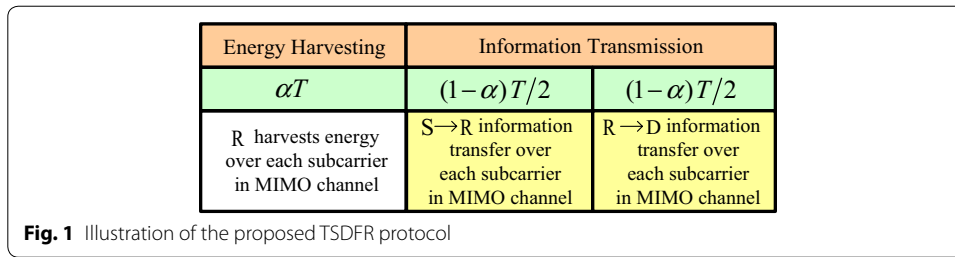 Energy Harvesting
Information Transmission
αT
(1−α)T/2
(1−α)T/2
R harvests energy
over each subcarrier
in MIMO channel
S→R information
transfer over
each subcarrier
in MIMO channel
R→D information
transfer over
each subcarrier
in MIMO channel
Fig. 1 Illustration of the proposed TSDFR protocol